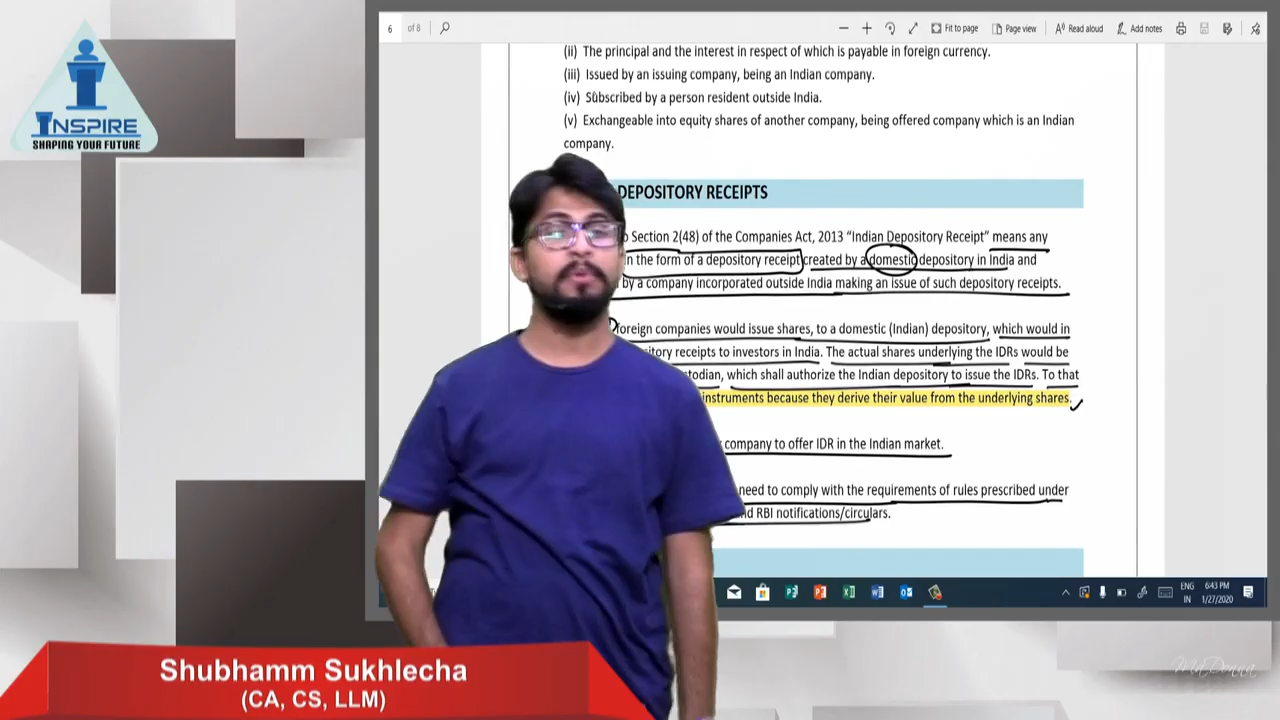 6 of 8
Fit to page
Page view
Read aloud
Add notes
(ii) The principal and the interest in respect of which is payable in foreign currency.
(iii) Issued by an issuing company, being an Indian company.
(iv) Subscribed by a person resident outside India.
(v) Exchangeable into equity shares of another company, being offered company which is an Indian
company.
INSPIRE
SHAPING YOUR FUTURE
DEPOSITORY RECEIPTS
Section 2(48) of the Companies Act, 2013 “Indian Depository Receipt” means any
in the form of a depository receipt created by a domestic depository in India and
by a company incorporated outside India making an issue of such depository receipts.
foreign companies would issue shares, to a domestic (Indian) depository, which would in
receipts to investors in India. The actual shares underlying the IDRs would be
which shall authorize the Indian depository to issue the IDRs. To that
instruments because they derive their value from the underlying shares.
company to offer IDR in the Indian market.
need to comply with the requirements of rules prescribed under
RBI notifications/circulars.
ENG
IN
6:43 PM
1/27/2020
Shubhamm Sukhlecha
(CA, CS, LLM)
MaDonna